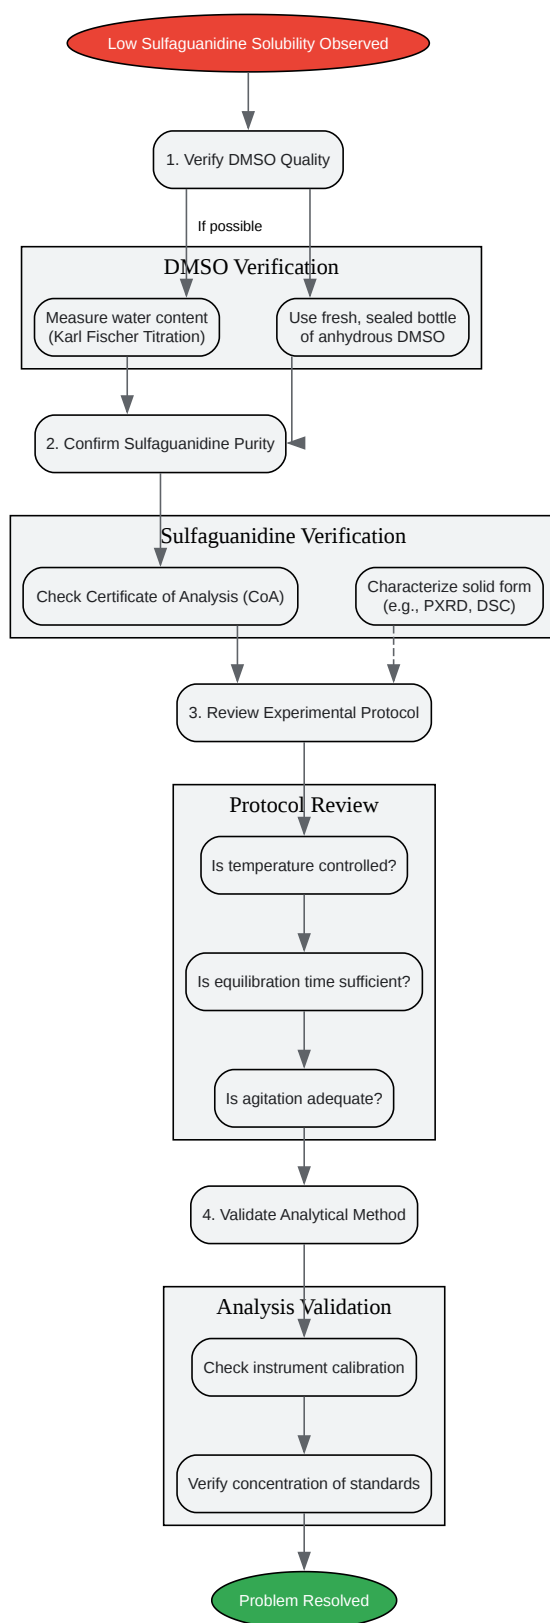 Low Sulfaguanidine Solubility Observed
1. Verify DMSO Quality
If possible
DMSO Verification
Measure water content
(Karl Fischer Titration)
Use fresh, sealed bottle
of anhydrous DMSO
2. Confirm Sulfaguanidine Purity
Sulfaguanidine Verification
Check Certificate of Analysis (CoA)
Characterize solid form
(e.g., PXRD, DSC)
3. Review Experimental Protocol
Protocol Review
Is temperature controlled?
Is equilibration time sufficient?
Is agitation adequate?
4. Validate Analytical Method
Analysis Validation
Check instrument calibration
Verify concentration of standards
Problem Resolved